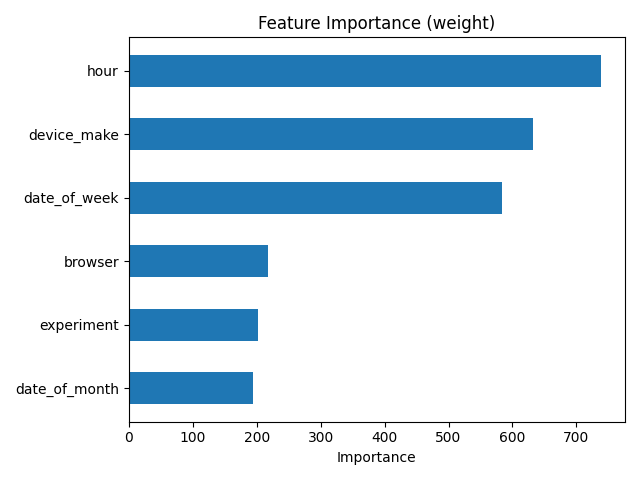 Feature Importance (weight)
hour
device_make
date_of_week
browser
experiment
date_of_month
0 100 200 300 400 500 600 700
Importance